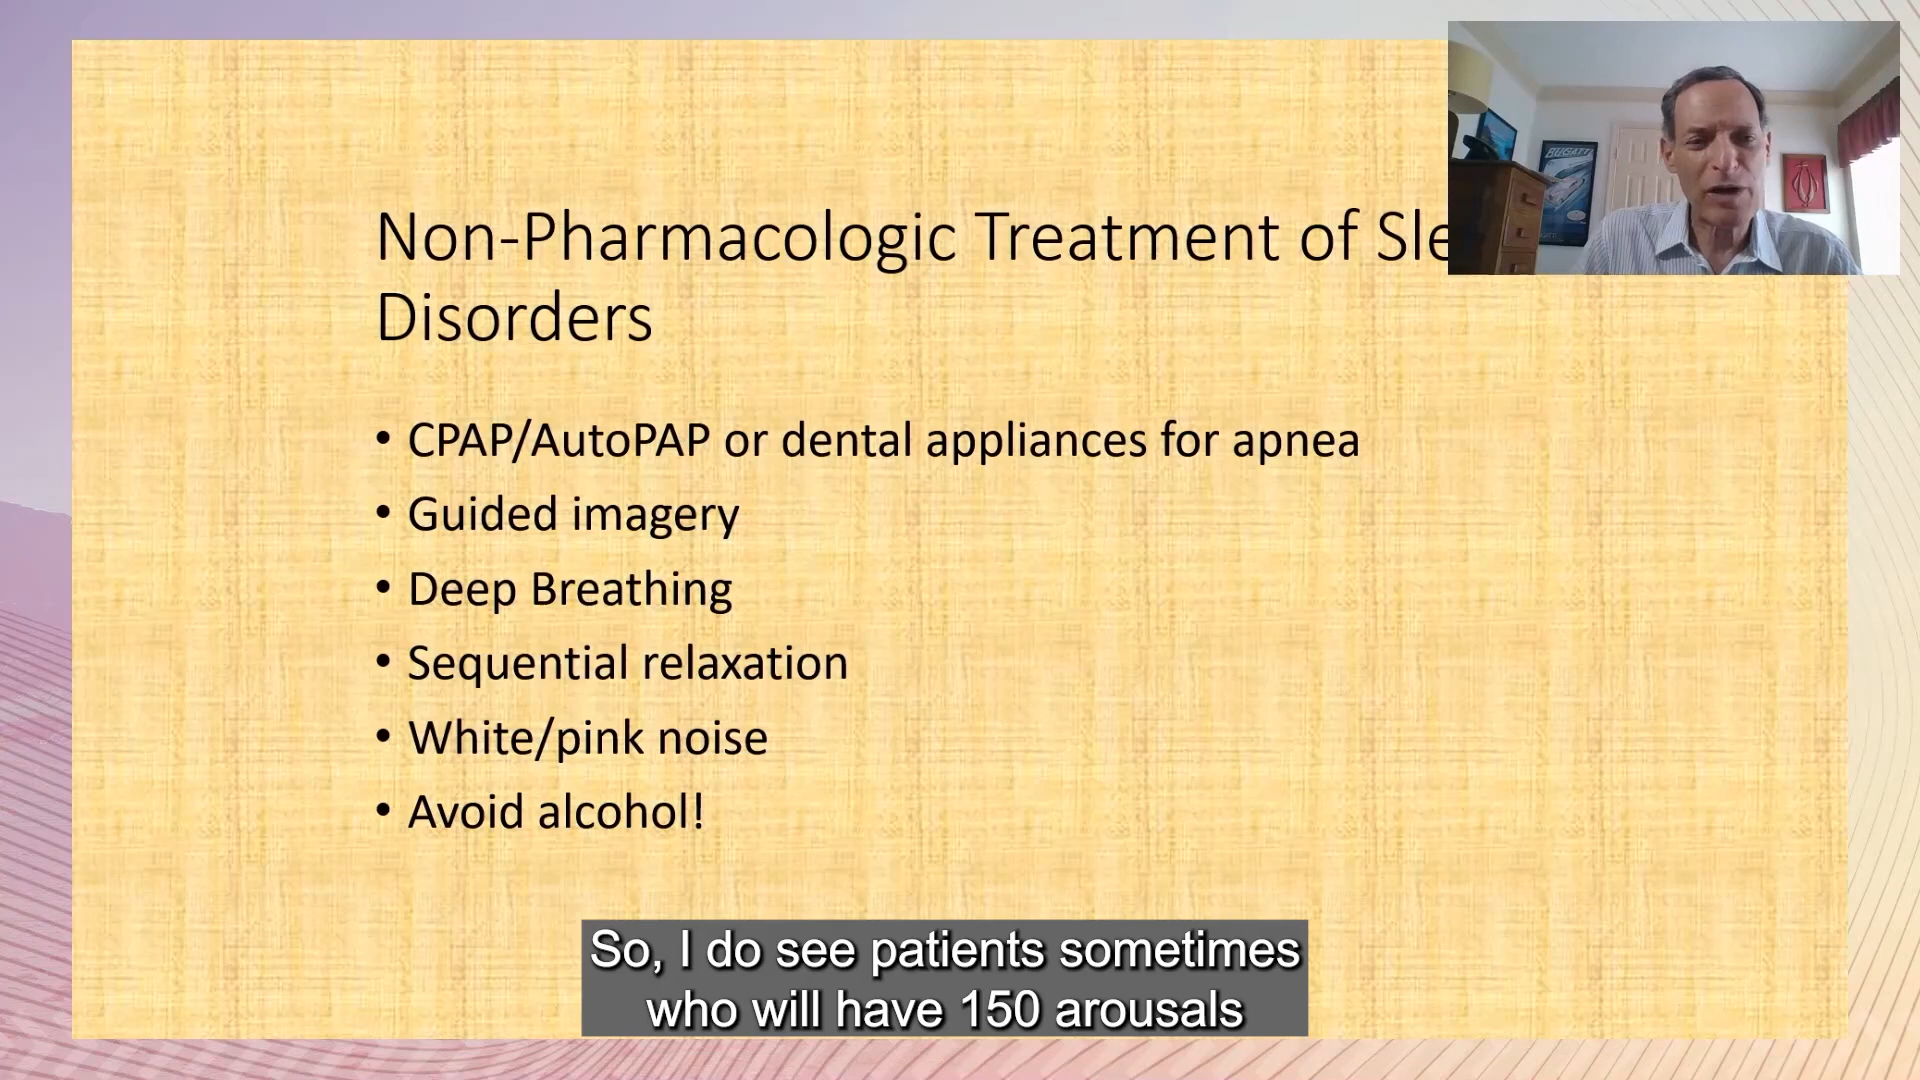 BUGATTI
Non-Pharmacologic Treatment of Sle
Disorders
• CPAP/AutoPAP or dental appliances for apnea
• Guided imagery
• Deep Breathing
• Sequential relaxation
• White/pink noise
• Avoid alcohol!
So, I do see patients sometimes
who will have 150 arousals